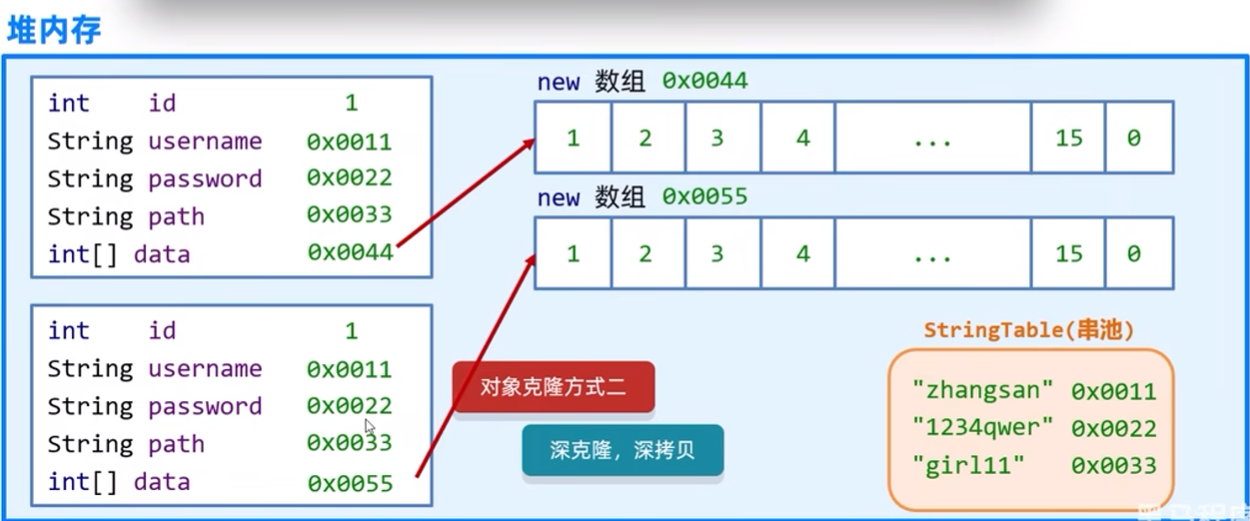 堆内存
int id 1
String username 0x0011
String password 0x0022
String path 0x0033
int[] data 0x0044
new 数组 0x0044
1 2 3 4 ... 15 0
new 数组 0x0055
1 2 3 4 ... 15 0
int id 1
String username 0x0011
String password 0x0022
String path 0x0033
int[] data 0x0055
对象克隆方式二
深克隆，深拷贝
StringTable(串池)
"zhangsan" 0x0011
"1234qwer" 0x0022
"girl11" 0x0033